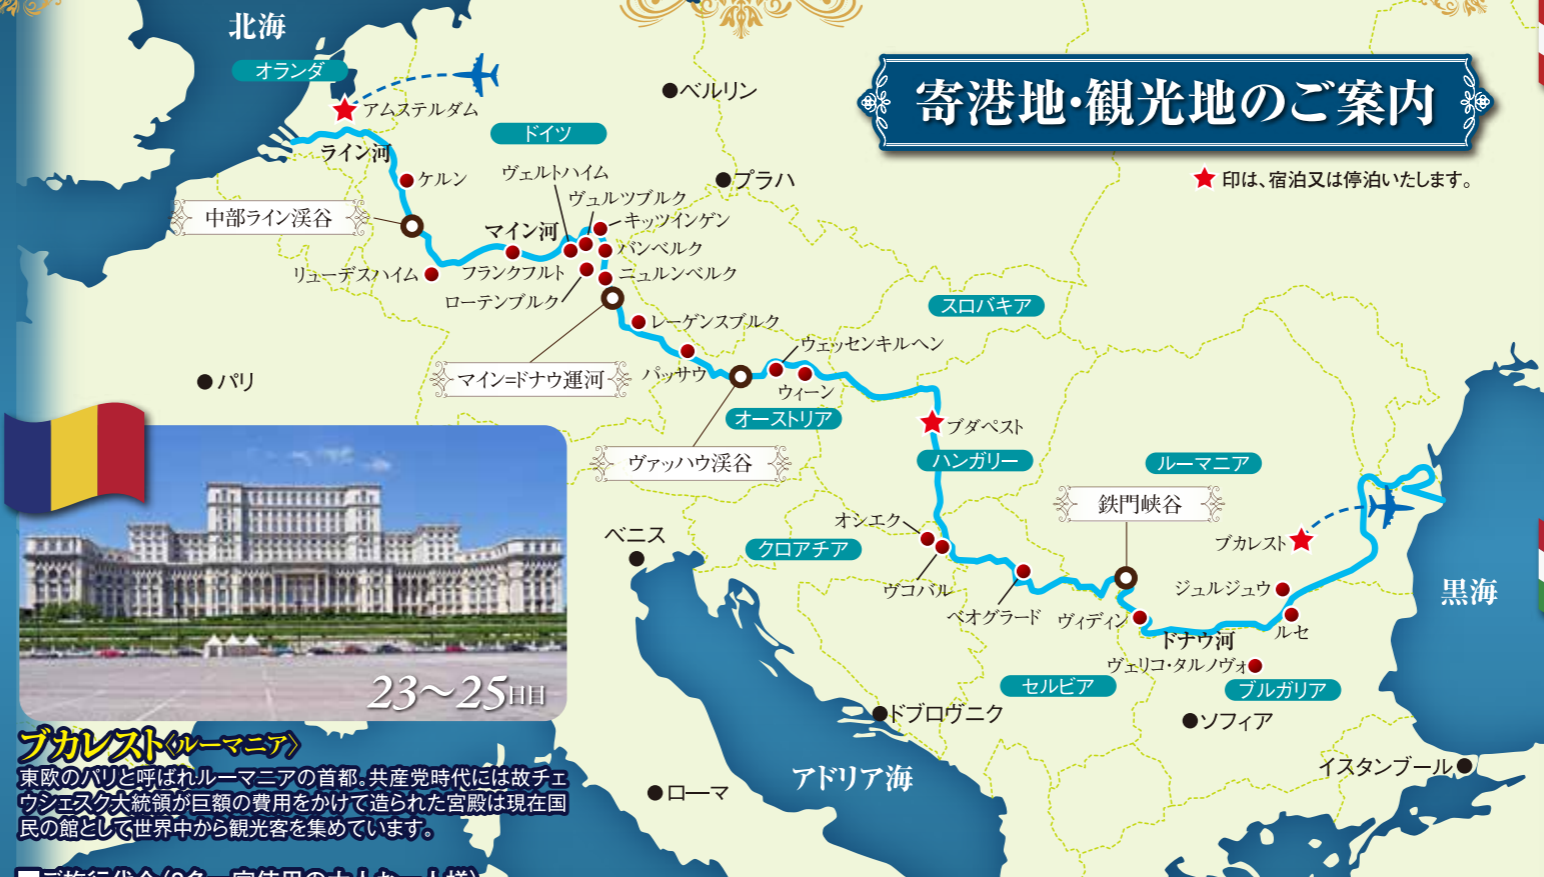 北海
オランダ
アムステルダム
ベルリン
寄港地・観光地のご案内
ドイツ
ライン河
ケルン
ヴェルトハイム
プラハ
★印は、宿泊又は停泊いたします。
ヴュルツブルク
中部ライン渓谷
マイン河
キッツインゲン
バンベルク
リューデスハイム
フランクフルト
ニュルンベルク
ローテンブルク
スロバキア
レーゲンスブルク
ウェッセンキルヘン
パリ
マイン=ドナウ運河
パッサウ
ウィーン
オーストリア
ブダペスト
ヴァッハウ渓谷
ハンガリー
ルーマニア
鉄門峡谷
オシエク
ベニス
クロアチア
ブカレスト
ヴコバル
ジュルジュウ
黒海
ベオグラード
ヴィディン
ルセ
ドナウ河
ヴェリコ・タルノヴォ
セルビア
ブルガリア
ドブロヴニク
ソフィア
イスタンブール
アドリア海
ローマ
23〜25日目
ブカレスト〈ルーマニア〉
東欧のパリと呼ばれルーマニアの首都。共産党時代には故チェ
ウシェスク大統領が巨額の費用をかけて造られた宮殿は現在国
民の館として世界中から観光客を集めています。